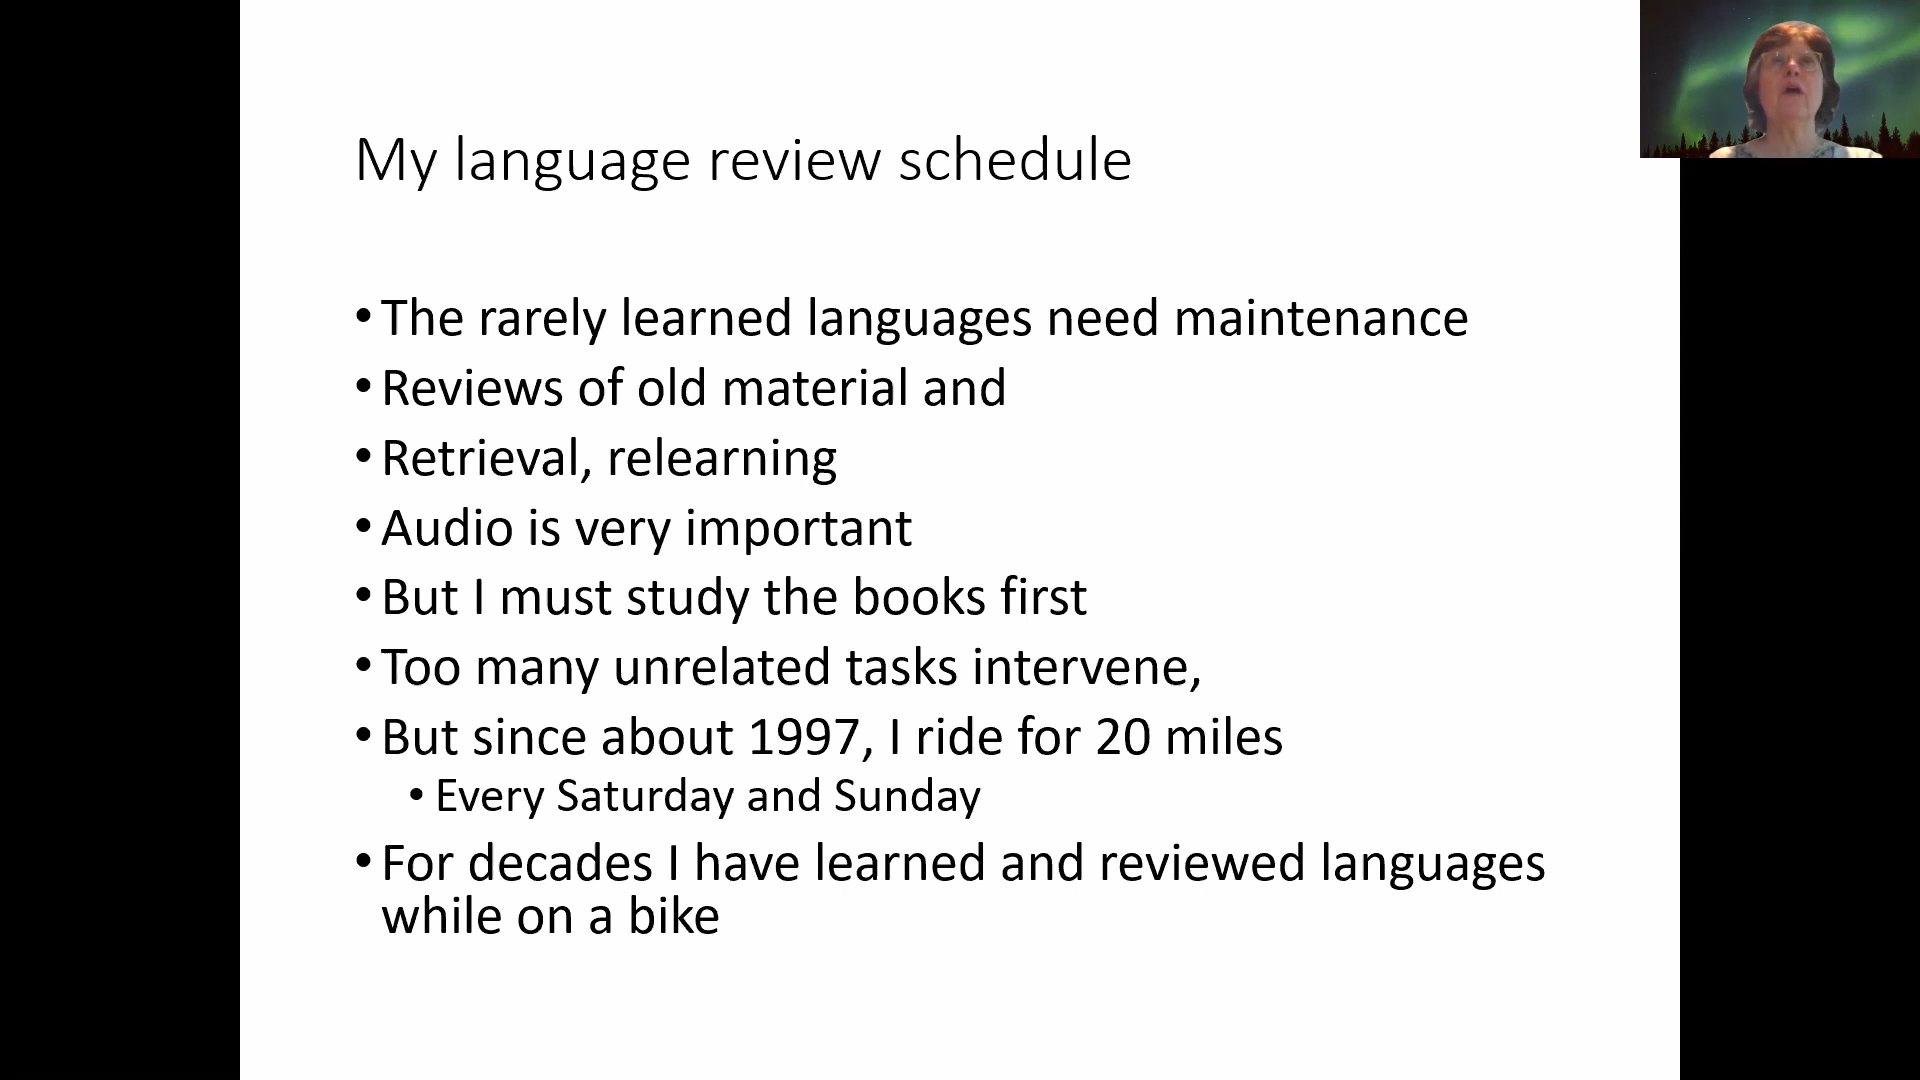 My language review schedule
• The rarely learned languages need maintenance
• Reviews of old material and
• Retrieval, relearning
• Audio is very important
• But I must study the books first
• Too many unrelated tasks intervene,
• But since about 1997, I ride for 20 miles
• Every Saturday and Sunday
• For decades I have learned and reviewed languages
while on a bike